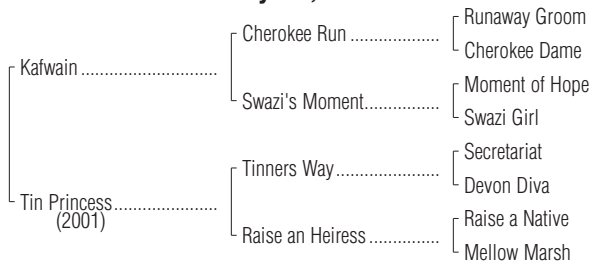 Runaway Groom
Cherokee Run ...................
Cherokee Dame
Kafwain .............................
Moment of Hope
Swazi's Moment................
Swazi Girl
Secretariat
Tinners Way ......................
Devon Diva
Tin Princess......................
(2001)
Raise a Native
Raise an Heiress ...............
Mellow Marsh